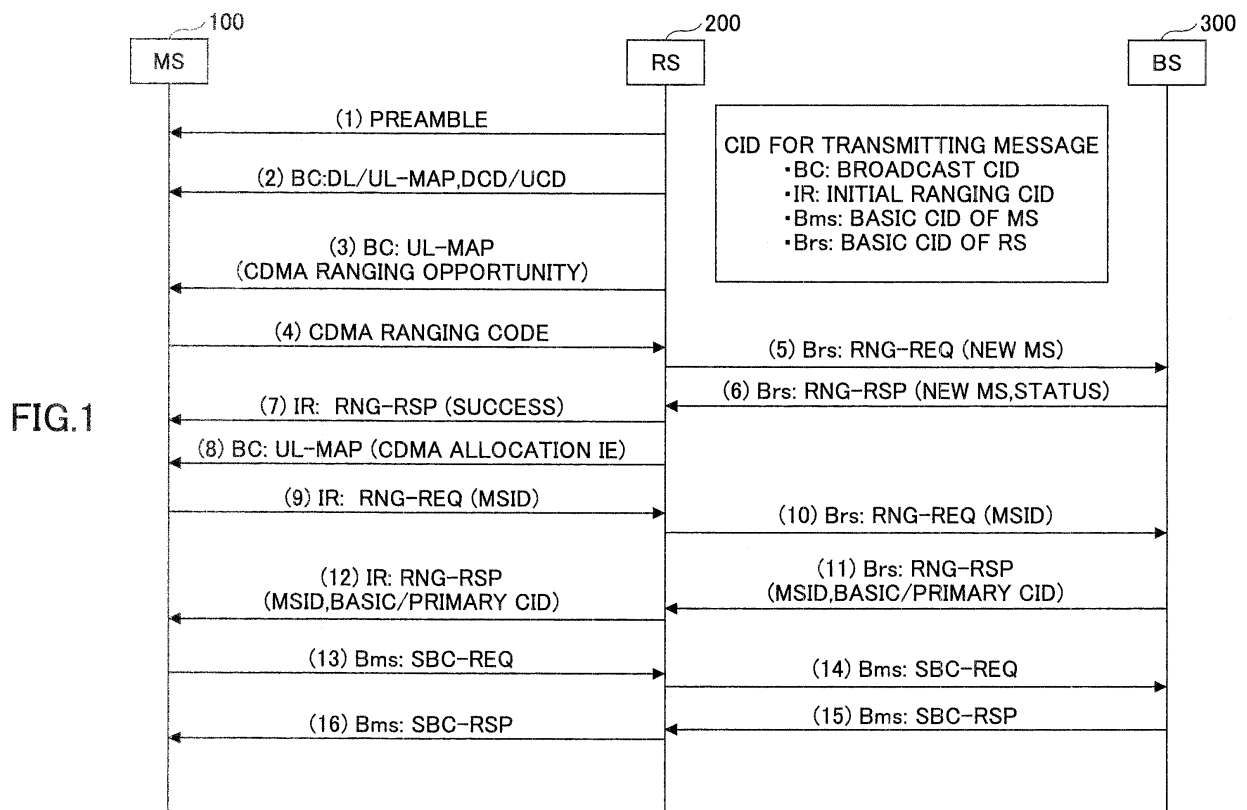 100
200
300
MS
RS
BS
(1) PREAMBLE
CID FOR TRANSMITTING MESSAGE
・BC: BROADCAST CID
・IR: INITIAL RANGING CID
・Bms: BASIC CID OF MS
・Brs: BASIC CID OF RS
(2) BC:DL/UL-MAP,DCD/UCD
(3) BC: UL-MAP
(CDMA RANGING OPPORTUNITY)
(4) CDMA RANGING CODE
(5) Brs: RNG-REQ (NEW MS)
(6) Brs: RNG-RSP (NEW MS,STATUS)
(7) IR: RNG-RSP (SUCCESS)
FIG.1
(8) BC: UL-MAP (CDMA ALLOCATION IE)
(9) IR: RNG-REQ (MSID)
(10) Brs: RNG-REQ (MSID)
(11) Brs: RNG-RSP
(MSID,BASIC/PRIMARY CID)
(12) IR: RNG-RSP
(MSID,BASIC/PRIMARY CID)
(13) Bms: SBC-REQ
(14) Bms: SBC-REQ
(15) Bms: SBC-RSP
(16) Bms: SBC-RSP